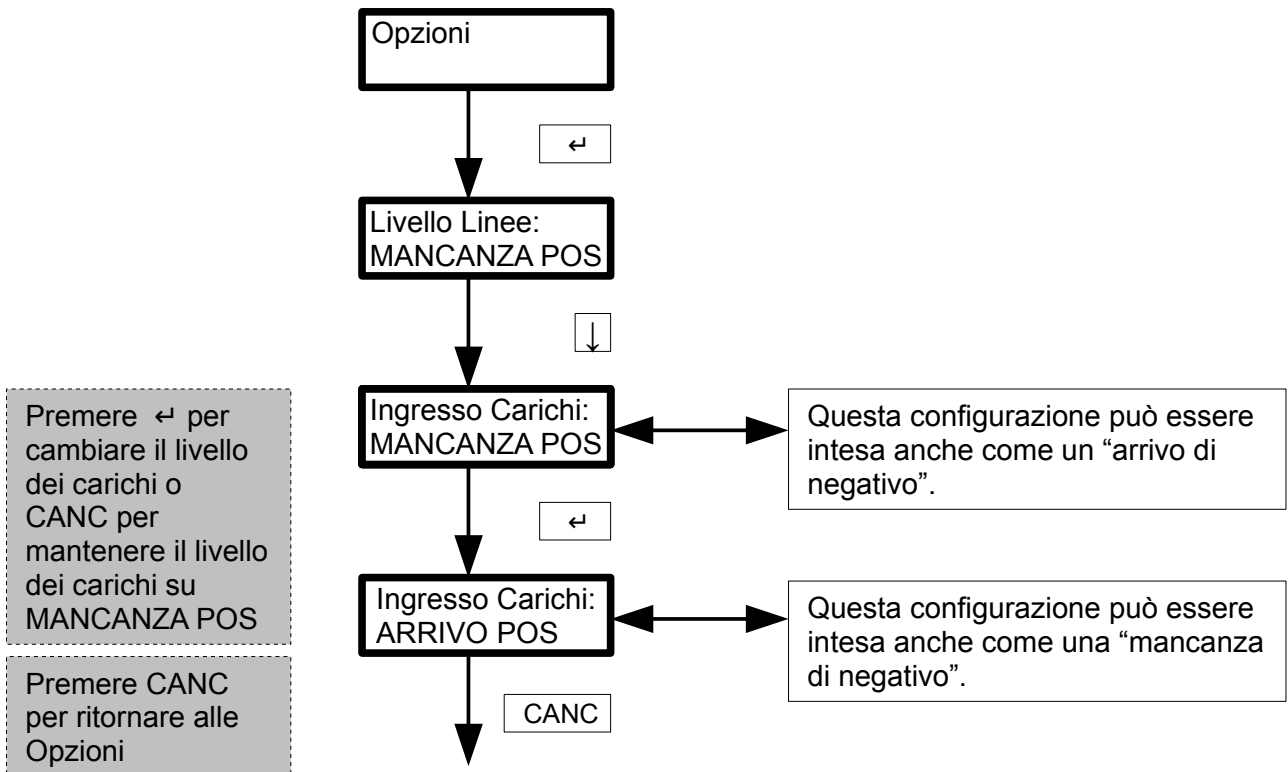 Opzioni
↵
Livello Linee:
MANCANZA POS
↓
Premere ↵ per
cambiare il livello
dei carichi o
CANC per
mantenere il livello
dei carichi su
MANCANZA POS
Ingresso Carichi:
MANCANZA POS
Questa configurazione può essere
intesa anche come un “arrivo di
negativo”.
↵
Ingresso Carichi:
ARRIVO POS
Questa configurazione può essere
intesa anche come una “mancanza
di negativo”.
Premere CANC
per ritornare alle
Opzioni
CANC